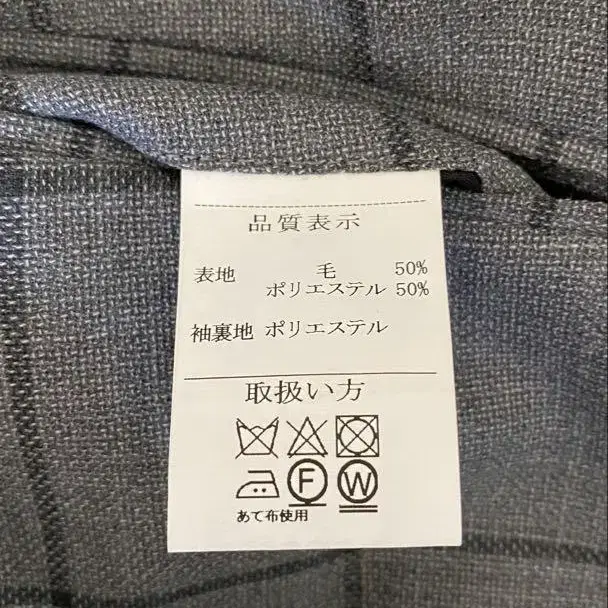 品質表示
表地 毛 50%
ポリエステル 50%
袖裏地 ポリエステル
取扱い方
F W
あて布使用